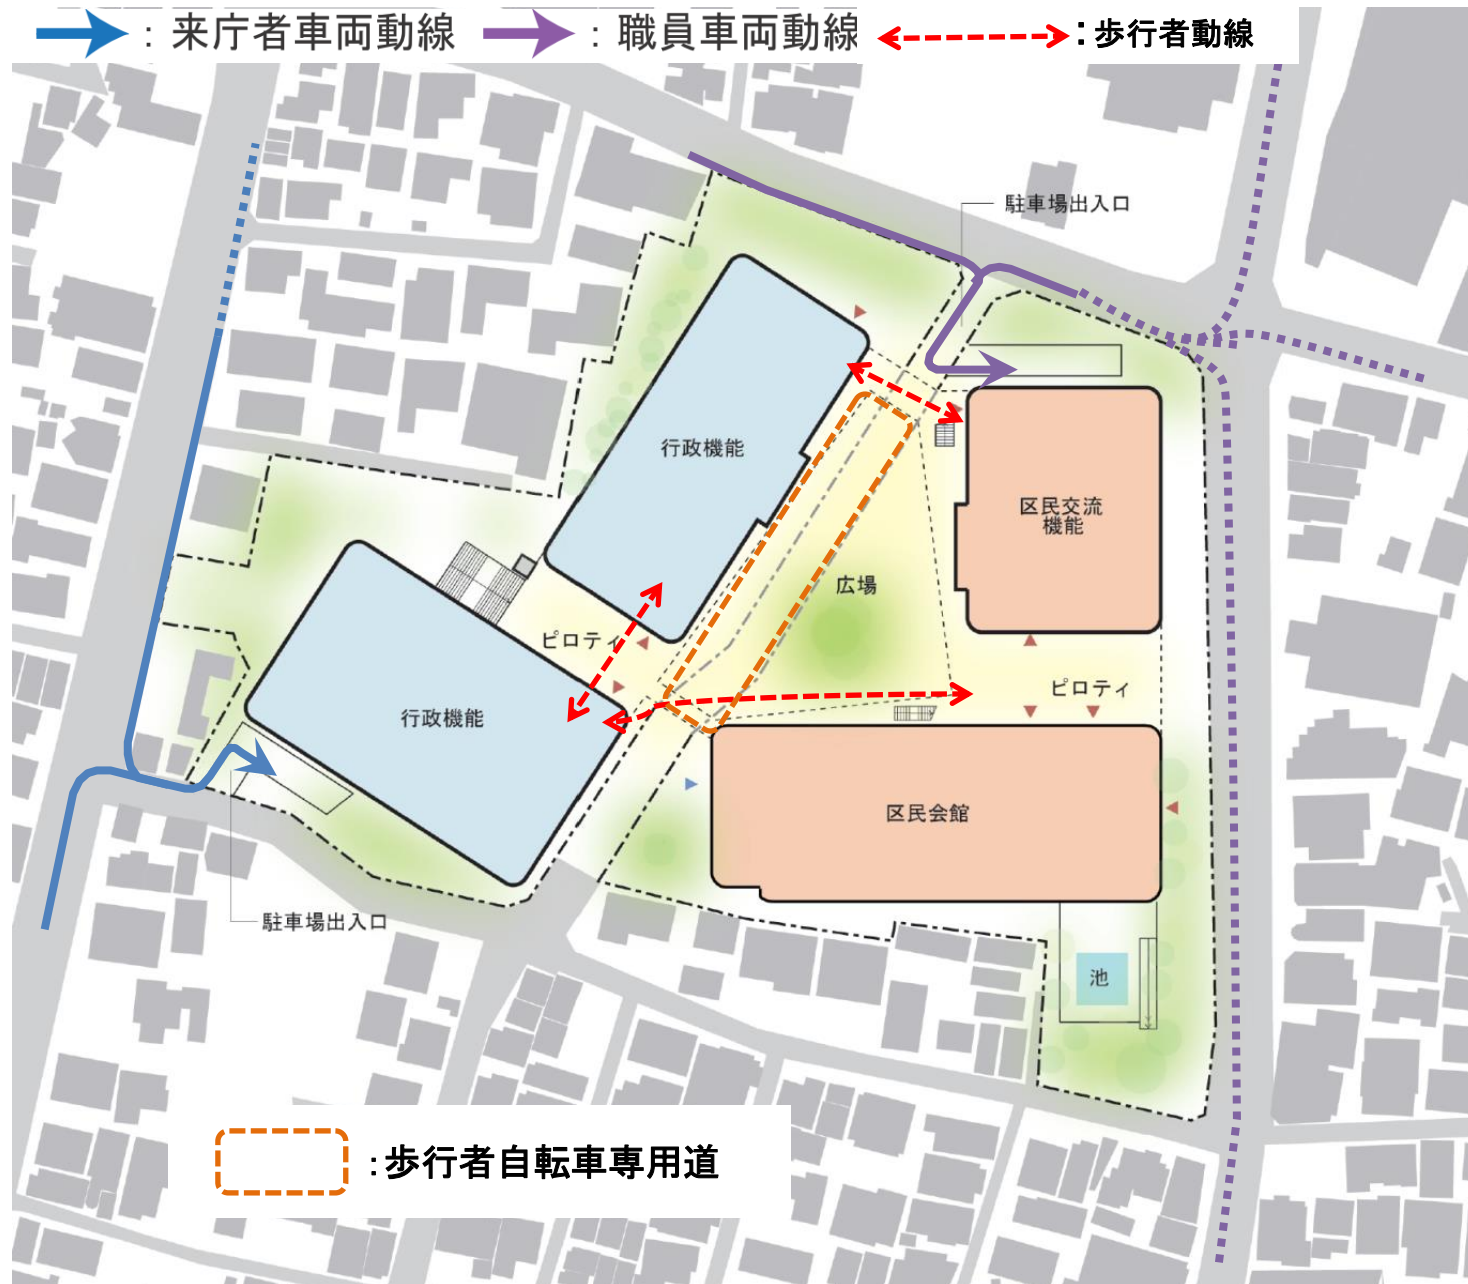 ：来庁者車両動線
：職員車両動線
：歩行者動線
駐車場出入口
行政機能
区民交流
機能
広場
ピロティ
ピロティ
行政機能
区民会館
駐車場出入口
池
：歩行者自転車専用道